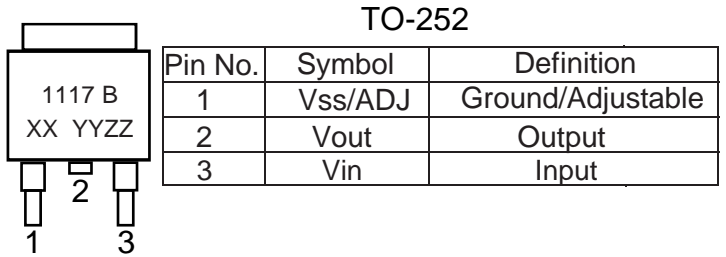 TO-252
Pin No. Symbol Definition
1 Vss/ADJ Ground/Adjustable
2 Vout Output
3 Vin Input
1117 B
XX YYZZ
2
1 3